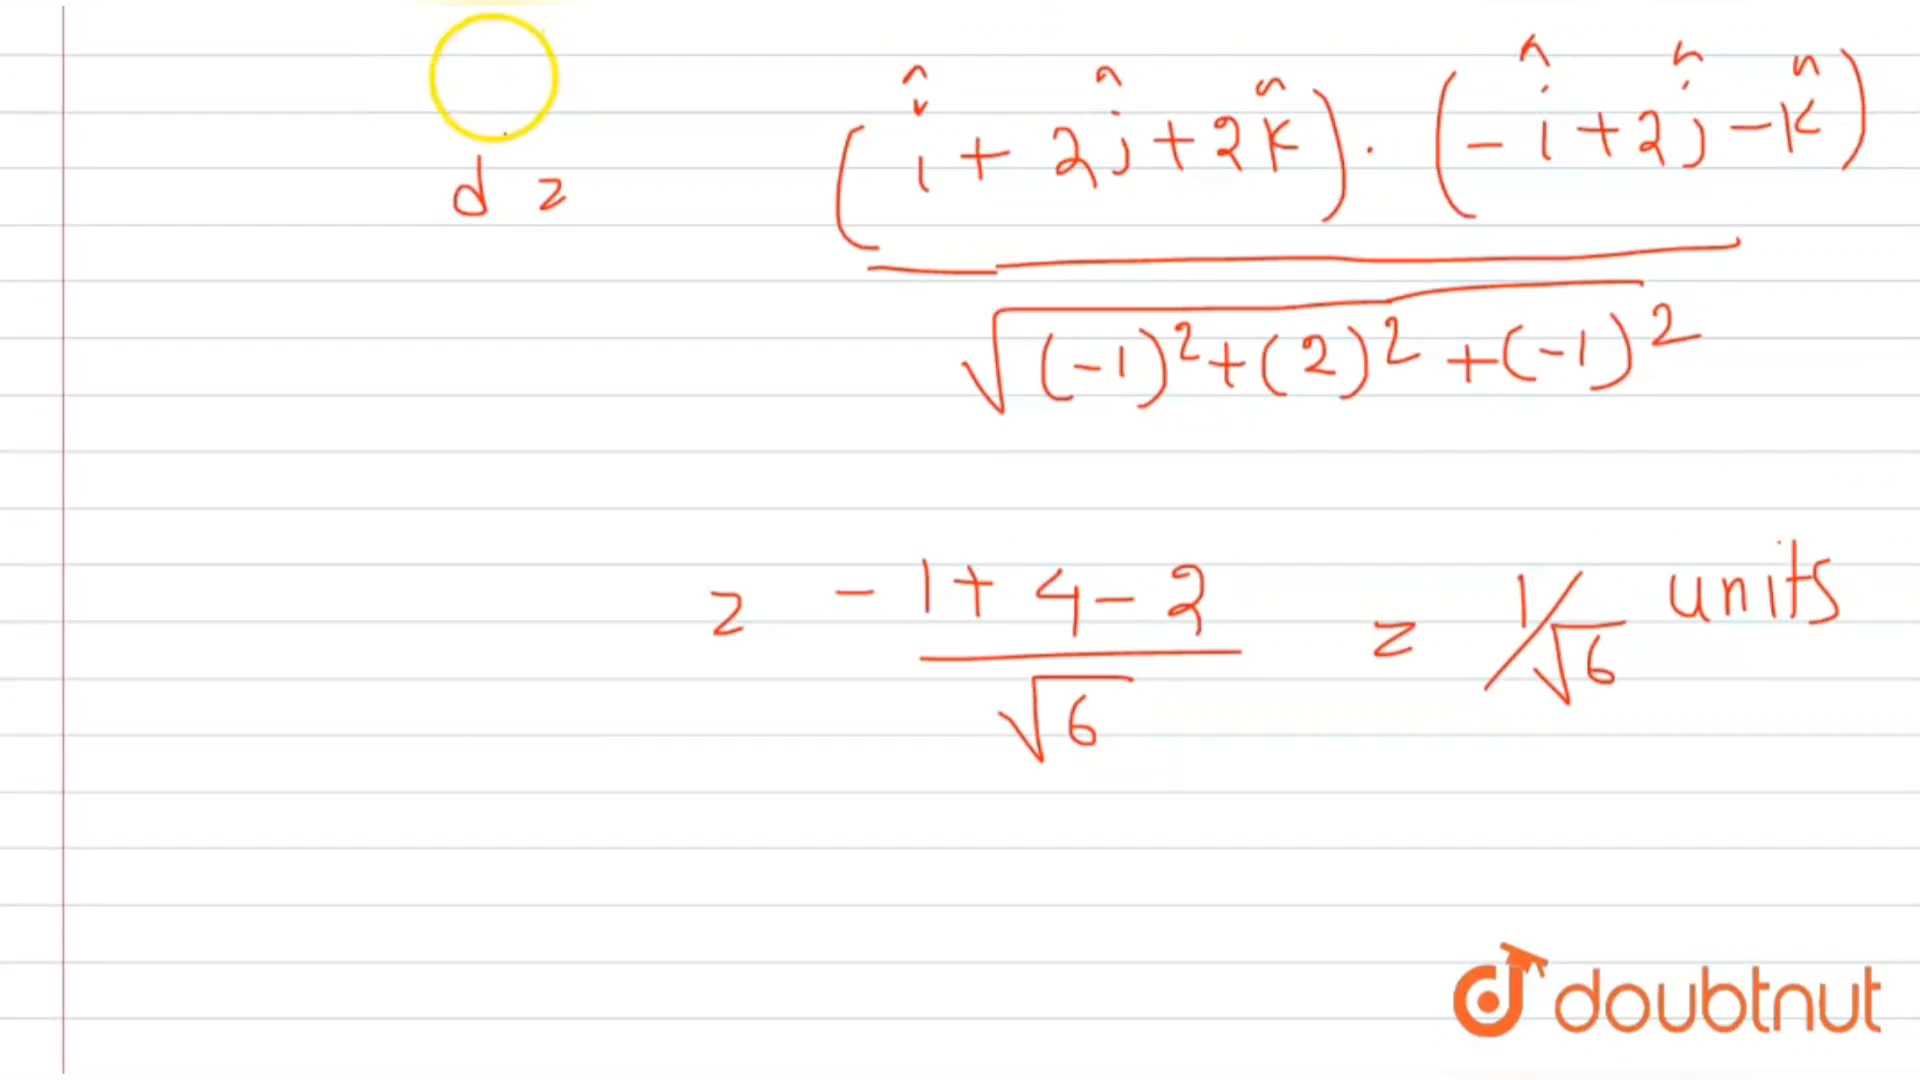 d = (î + 2ĵ + 2k̂) · (-î + 2ĵ - k̂)
√(-1)² + (2)² + (-1)²
= -1 + 4 - 2 / √6 = 1/√6 units
doubtnut